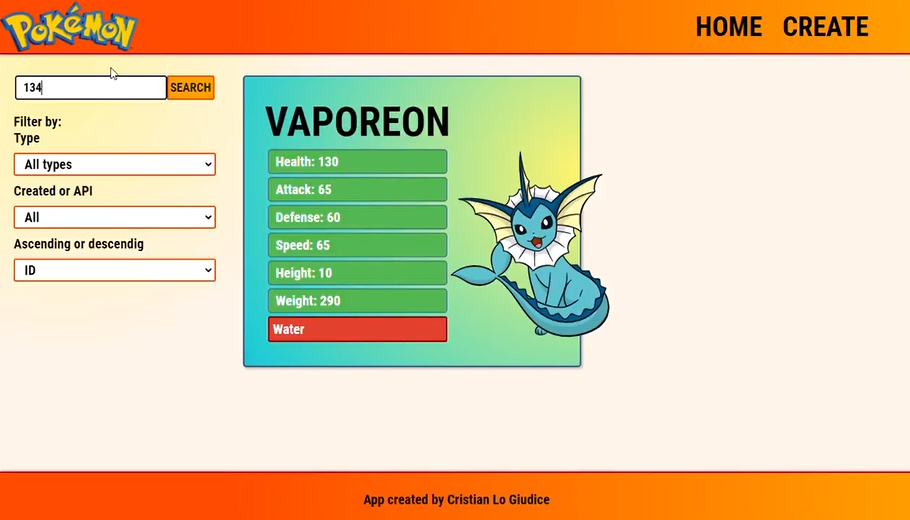 POKéMON
HOME CREATE
134
SEARCH
Filter by:
Type
All types
Created or API
All
Ascending or descendig
ID
VAPOREON
Health: 130
Attack: 65
Defense: 60
Speed: 65
Height: 10
Weight: 290
Water
App created by Cristian Lo Giudice